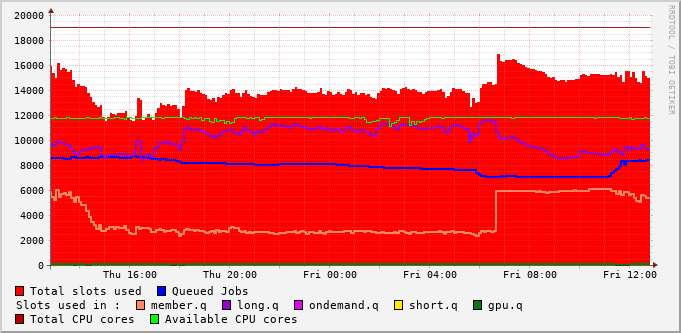 20000
18000
16000
14000
12000
10000
8000
6000
4000
2000
0
Thu 16:00 Thu 20:00 Fri 00:00 Fri 04:00 Fri 08:00 Fri 12:00
Total slots used Queued Jobs
Slots used in : member.q long.q ondemand.q short.q gpu.q
Total CPU cores Available CPU cores
RRDTOOL / TOBI OETIKER